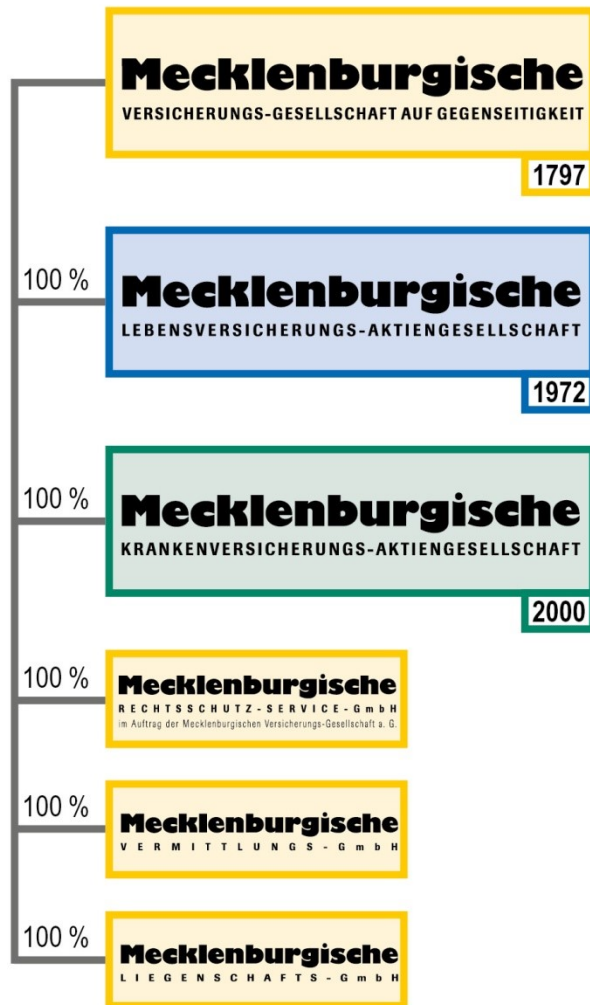 Mecklenburgische
VERSICHERUNGS-GESELLSCHAFT AUF GEGENSEITIGKEIT
1797
100 %
Mecklenburgische
LEBENSVERSICHERUNGS-AKTIENGESELLSCHAFT
1972
100 %
Mecklenburgische
KRANKENVERSICHERUNGS-AKTIENGESELLSCHAFT
2000
100 %
Mecklenburgische
RECHTSSCHUTZ-SERVICE-GmbH
im Auftrag der Mecklenburgischen Versicherungs-Gesellschaft a. G.
100 %
Mecklenburgische
VERMITTLUNGS-GmbH
100 %
Mecklenburgische
LIEGENSCHAFTS-GmbH